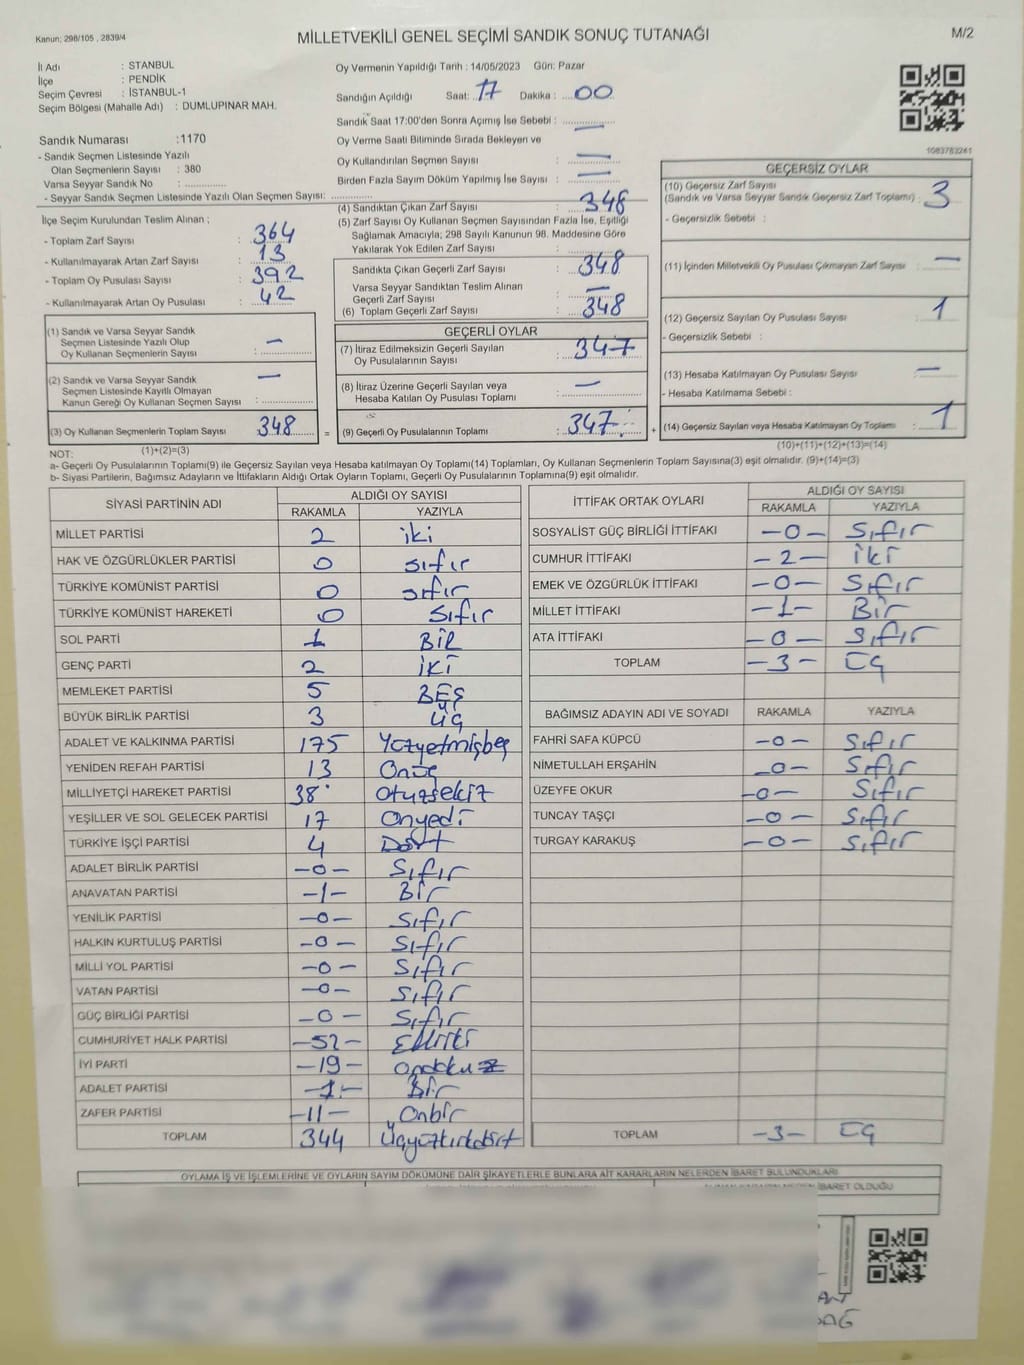 Kanun: 298/105 , 2839/4
MİLLETVEKİLİ GENEL SEÇİMİ SANDIK SONUÇ TUTANAĞI
M/2
İl Adı : STANBUL
İlçe : PENDİK
Seçim Çevresi : İSTANBUL-1
Seçim Bölgesi (Mahalle Adı) : DUMLUPINAR MAH.
Sandık Numarası :1170
- Sandık Seçmen Listesinde Yazılı
Olan Seçmenlerin Sayısı : 380
Varsa Seyyar Sandık No :
- Seyyar Sandık Seçmen Listesinde Yazılı Olan Seçmen Sayısı:
Oy Vermenin Yapıldığı Tarih : 14/05/2023 Gün: Pazar
Sandığın Açıldığı Saat: 17 Dakika : 00
Sandık Saat 17:00'den Sonra Açımış İse Sebebi : —
Oy Verme Saati Bitiminde Sırada Bekleyen ve
Oy Kullandırılan Seçmen Sayısı : —
Birden Fazla Sayım Döküm Yapılmış İse Sayısı : —
1083783261
İlçe Seçim Kurulundan Teslim Alınan ;
- Toplam Zarf Sayısı : 364
- Kullanılmayarak Artan Zarf Sayısı : 13
- Toplam Oy Pusulası Sayısı : 392
- Kullanılmayarak Artan Oy Pusulası : 42
(4) Sandıktan Çıkan Zarf Sayısı : 348
(5) Zarf Sayısı Oy Kullanan Seçmen Sayısından Fazla İse, Eşitliği
Sağlamak Amacıyla; 298 Sayılı Kanunun 98. Maddesine Göre
Yakılarak Yok Edilen Zarf Sayısı :
Sandıkta Çıkan Geçerli Zarf Sayısı : 348
Varsa Seyyar Sandıktan Teslim Alınan
Geçerli Zarf Sayısı : —
(6) Toplam Geçerli Zarf Sayısı : 348
GEÇERSİZ OYLAR
(10) Geçersiz Zarf Sayısı
(Sandık ve Varsa Seyyar Sandık Geçersiz Zarf Toplamı) : 3
- Geçersizlik Sebebi :
(11) İçinden Milletvekili Oy Pusulası Çıkmayan Zarf Sayısı : —
(12) Geçersiz Sayılan Oy Pusulası Sayısı : 1
- Geçersizlik Sebebi :
(13) Hesaba Katılmayan Oy Pusulası Sayısı : —
- Hesaba Katılmama Sebebi :
(14) Geçersiz Sayılan veya Hesaba Katılmayan Oy Toplamı : 1
(10)+(11)+(12)+(13)=(14)
(1) Sandık ve Varsa Seyyar Sandık
Seçmen Listesinde Yazılı Olup
Oy Kullanan Seçmenlerin Sayısı : —
(2) Sandık ve Varsa Seyyar Sandık
Seçmen Listesinde Kayıtlı Olmayan
Kanun Gereği Oy Kullanan Seçmen Sayısı : —
(3) Oy Kullanan Seçmenlerin Toplam Sayısı : 348 =
(1)+(2)=(3)
GEÇERLİ OYLAR
(7) İtiraz Edilmeksizin Geçerli Sayılan
Oy Pusulalarının Sayısı : 347
(8) İtiraz Üzerine Geçerli Sayılan veya
Hesaba Katılan Oy Pusulası Toplamı : —
(9) Geçerli Oy Pusulalarının Toplamı : 347 +
NOT:
a- Geçerli Oy Pusulalarının Toplamı(9) ile Geçersiz Sayılan veya Hesaba katılmayan Oy Toplamı(14) Toplamları, Oy Kullanan Seçmenlerin Toplam Sayısına(3) eşit olmalıdır. (9)+(14)=(3)
b- Siyasi Partilerin, Bağımsız Adayların ve İttifakların Aldığı Ortak Oyların Toplamı, Geçerli Oy Pusulalarının Toplamına(9) eşit olmalıdır.
SİYASİ PARTİNİN ADI ALDIĞI OY SAYISI
RAKAMLA YAZIYLA
MİLLET PARTİSİ 2 iki
HAK VE ÖZGÜRLÜKLER PARTİSİ 0 sıfır
TÜRKİYE KOMÜNİST PARTİSİ 0 sıfır
TÜRKİYE KOMÜNİST HAREKETİ 0 Sıfır
SOL PARTİ 1 BİR
GENÇ PARTİ 2 İKİ
MEMLEKET PARTİSİ 5 BEŞ
BÜYÜK BİRLİK PARTİSİ 3 üç
ADALET VE KALKINMA PARTİSİ 175 Yüzyetmişbeş
YENİDEN REFAH PARTİSİ 13 Onüç
MİLLİYETÇİ HAREKET PARTİSİ 38 otuzsekiz
YEŞİLLER VE SOL GELECEK PARTİSİ 17 Onyedi
TÜRKİYE İŞÇİ PARTİSİ 4 Dört
ADALET BİRLİK PARTİSİ -0- Sıfır
ANAVATAN PARTİSİ -1- Bir
YENİLİK PARTİSİ -0- Sıfır
HALKIN KURTULUŞ PARTİSİ -0- Sıfır
MİLLİ YOL PARTİSİ -0- Sıfır
VATAN PARTİSİ -0- Sıfır
GÜÇ BİRLİĞİ PARTİSİ -0- Sıfır
CUMHURİYET HALK PARTİSİ -52- Elliiki
İYİ PARTİ -19- Ondokuz
ADALET PARTİSİ -1- Bir
ZAFER PARTİSİ -11- Onbir
TOPLAM 344 Üçyüzkırkdört
İTTİFAK ORTAK OYLARI ALDIĞI OY SAYISI
RAKAMLA YAZIYLA
SOSYALİST GÜÇ BİRLİĞİ İTTİFAKI -0- Sıfır
CUMHUR İTTİFAKI -2- İki
EMEK VE ÖZGÜRLÜK İTTİFAKI -0- Sıfır
MİLLET İTTİFAKI -1- Bir
ATA İTTİFAKI -0- Sıfır
TOPLAM -3- Üç
BAĞIMSIZ ADAYIN ADI VE SOYADI RAKAMLA YAZIYLA
FAHRİ SAFA KÜPCÜ -0- Sıfır
NİMETULLAH ERŞAHİN -0- Sıfır
ÜZEYFE OKUR -0- Sıfır
TUNCAY TAŞÇI -0- Sıfır
TURGAY KARAKUŞ -0- Sıfır
TOPLAM -3- Üç
OYLAMA İŞ VE İŞLEMLERİNE VE OYLARIN SAYIM DÖKÜMÜNE DAİR ŞİKAYETLERLE BUNLARA AİT KARARLARIN NELERDEN İBARET BULUNDUKLARI
İBARET OLDUĞU